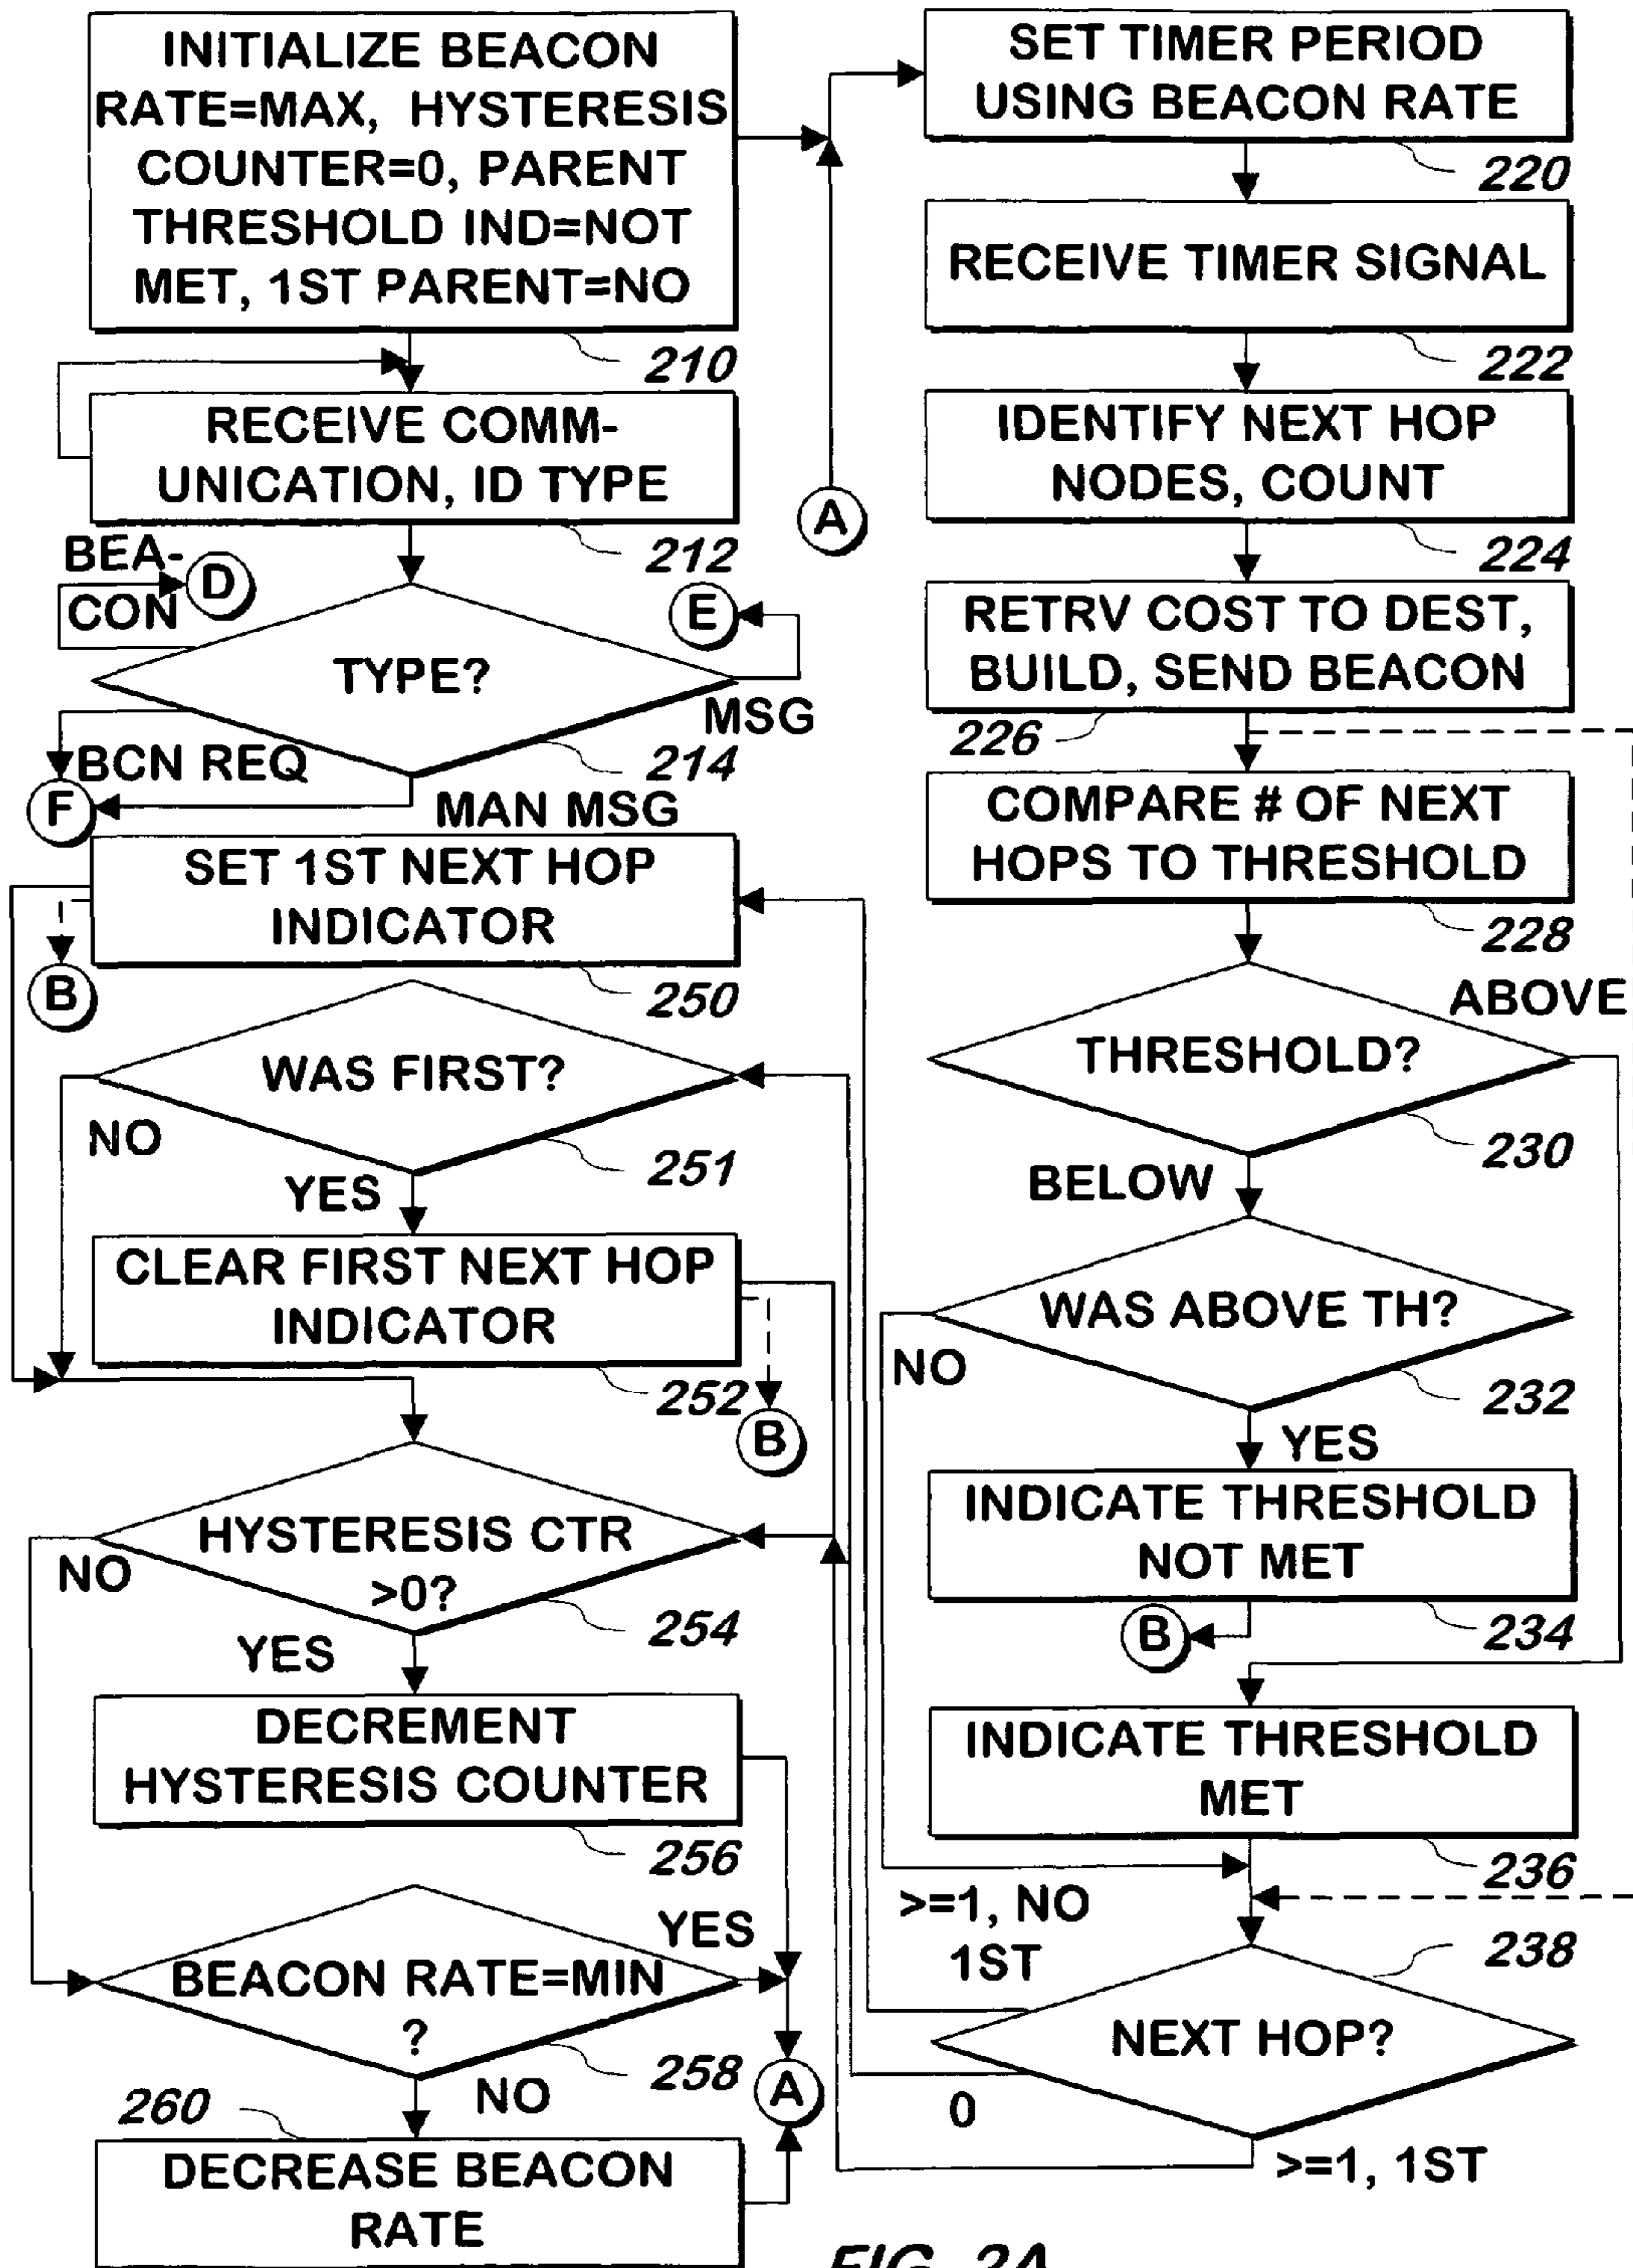 INITIALIZE BEACON
RATE=MAX, HYSTERESIS
COUNTER=0, PARENT
THRESHOLD IND=NOT
MET, 1ST PARENT=NO
210
RECEIVE COMM-
UNICATION, ID TYPE
212
BEA-
CON
D
E
TYPE?
MSG
214
BCN REQ
F
MAN MSG
SET 1ST NEXT HOP
INDICATOR
B
250
WAS FIRST?
NO
251
YES
CLEAR FIRST NEXT HOP
INDICATOR
252
B
HYSTERESIS CTR
>0?
NO
254
YES
DECREMENT
HYSTERESIS COUNTER
256
YES
BEACON RATE=MIN
?
258
NO
A
260
DECREASE BEACON
RATE
A
SET TIMER PERIOD
USING BEACON RATE
220
RECEIVE TIMER SIGNAL
222
IDENTIFY NEXT HOP
NODES, COUNT
224
RETRV COST TO DEST,
BUILD, SEND BEACON
226
COMPARE # OF NEXT
HOPS TO THRESHOLD
228
ABOVE
THRESHOLD?
230
BELOW
WAS ABOVE TH?
NO
232
YES
INDICATE THRESHOLD
NOT MET
B
234
INDICATE THRESHOLD
MET
236
>=1, NO
1ST
238
NEXT HOP?
0
>=1, 1ST
FIG. 2A